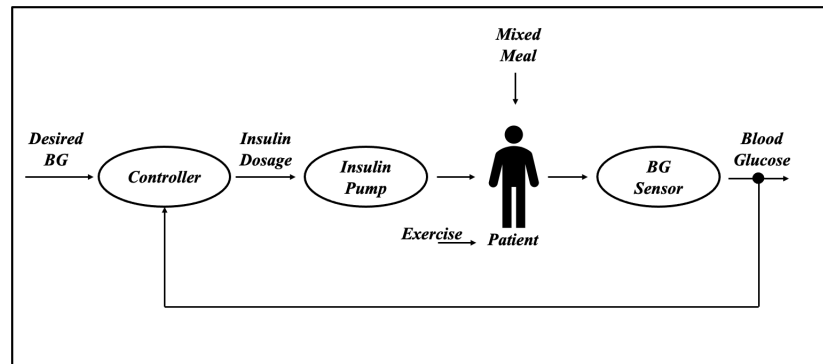 Mixed
Meal
Desired
BG
Controller
Insulin
Dosage
Insulin
Pump
BG
Sensor
Blood
Glucose
Exercise
Patient